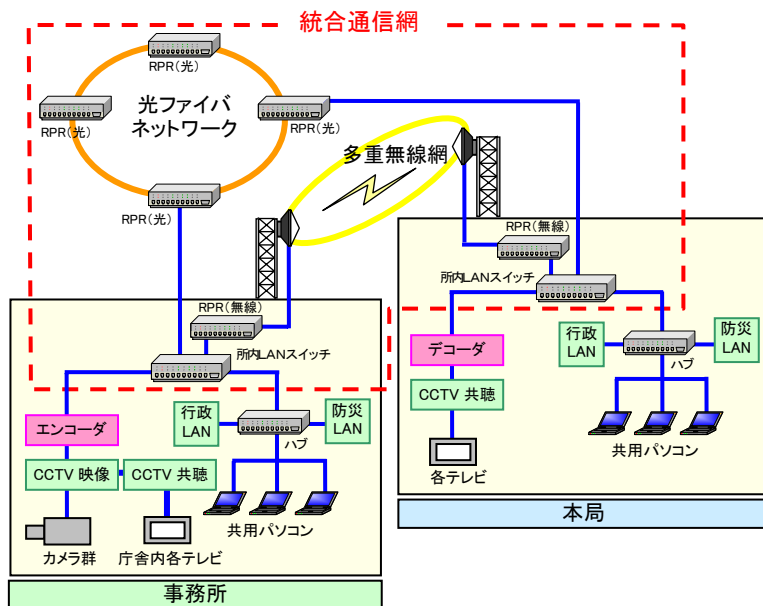 統合通信網
RPR(光)
RPR(光)
光ファイバ
ネットワーク
RPR(光)
RPR(光)
多重無線網
RPR(無線)
所内LANスイッチ
デコーダ
CCTV 共聴
各テレビ
行政
LAN
ハブ
防災
LAN
共用パソコン
本局
RPR(無線)
所内LANスイッチ
エンコーダ
CCTV 映像
CCTV 共聴
カメラ群
庁舎内各テレビ
行政
LAN
ハブ
防災
LAN
共用パソコン
事務所